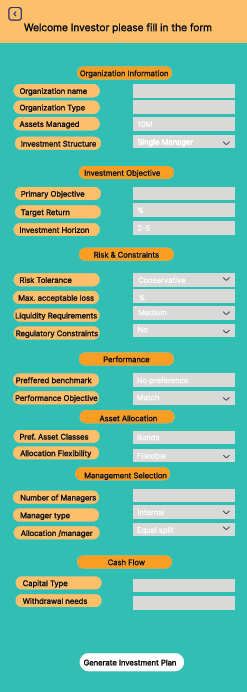 Welcome Investor please fill in the form
Organization Information
Organization name
Organization Type
Assets Managed 10M
Investment Structure Single Manager
Investment Objective
Primary Objective
Target Return %
Investment Horizon 2-5
Risk & Constraints
Risk Tolerance Conservative
Max. acceptable loss %
Liquidity Requirements Medium
Regulatory Constraints No
Performance
Preffered benchmark No preference
Performance Objective Match
Asset Allocation
Pref. Asset Classes Bonds
Allocation Flexibility Fllexible
Management Selection
Number of Managers
Manager type Internal
Allocation /manager Equal split
Cash Flow
Capital Type
Withdrawal needs
Generate Investment Plan